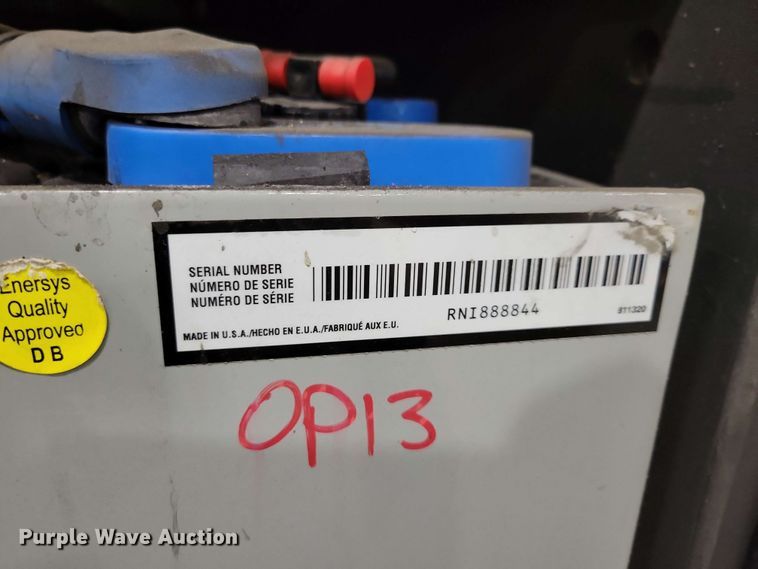 SERIAL NUMBER
NÚMERO DE SERIE
NUMÉRO DE SÉRIE
RNI888844
811320
MADE IN U.S.A./HECHO EN E.U.A./FABRIQUÉ AUX E.U.
Enersys
Quality
Approved
D B
OP13
Purple Wave Auction